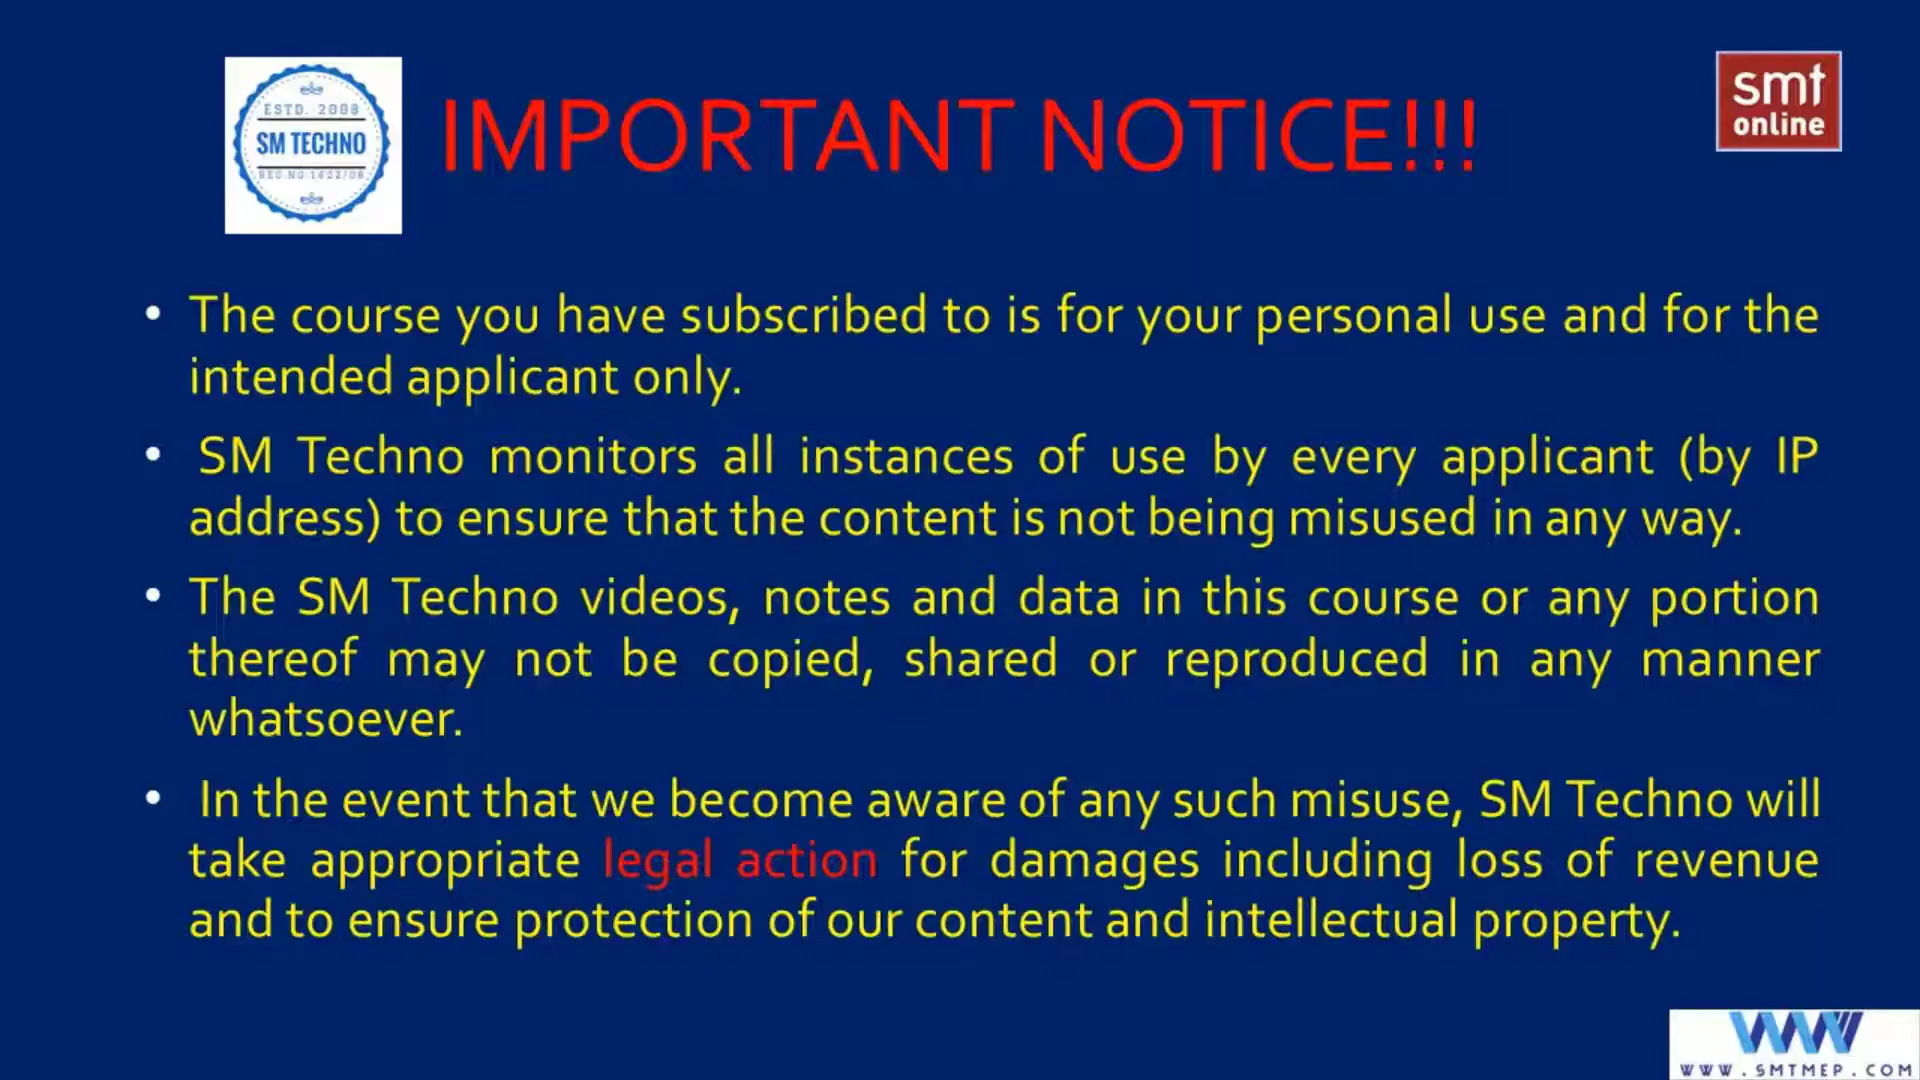 ESTD. 2008
SM TECHNO
REG NO 1422/08
IMPORTANT NOTICE!!!
smt
online
• The course you have subscribed to is for your personal use and for the
intended applicant only.
• SM Techno monitors all instances of use by every applicant (by IP
address) to ensure that the content is not being misused in any way.
• The SM Techno videos, notes and data in this course or any portion
thereof may not be copied, shared or reproduced in any manner
whatsoever.
• In the event that we become aware of any such misuse, SM Techno will
take appropriate legal action for damages including loss of revenue
and to ensure protection of our content and intellectual property.
WWW.SMTMEP.COM